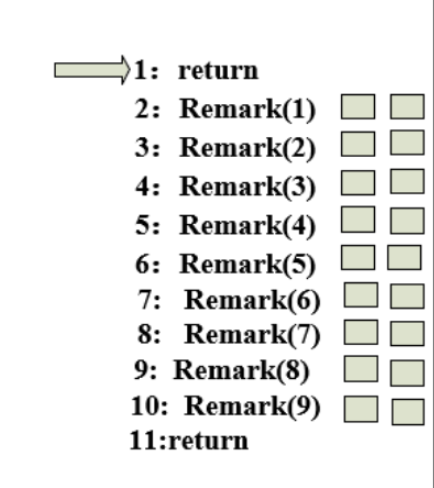 1: return
2: Remark(1)
3: Remark(2)
4: Remark(3)
5: Remark(4)
6: Remark(5)
7: Remark(6)
8: Remark(7)
9: Remark(8)
10: Remark(9)
11:return